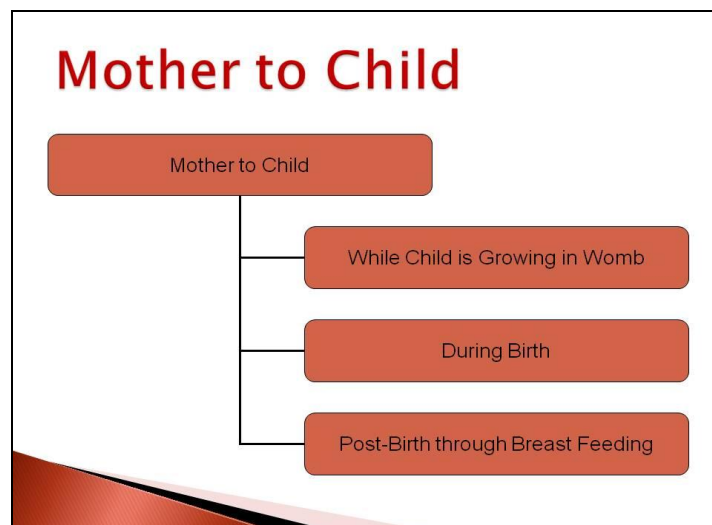 Mother to Child
Mother to Child
While Child is Growing in Womb
During Birth
Post-Birth through Breast Feeding